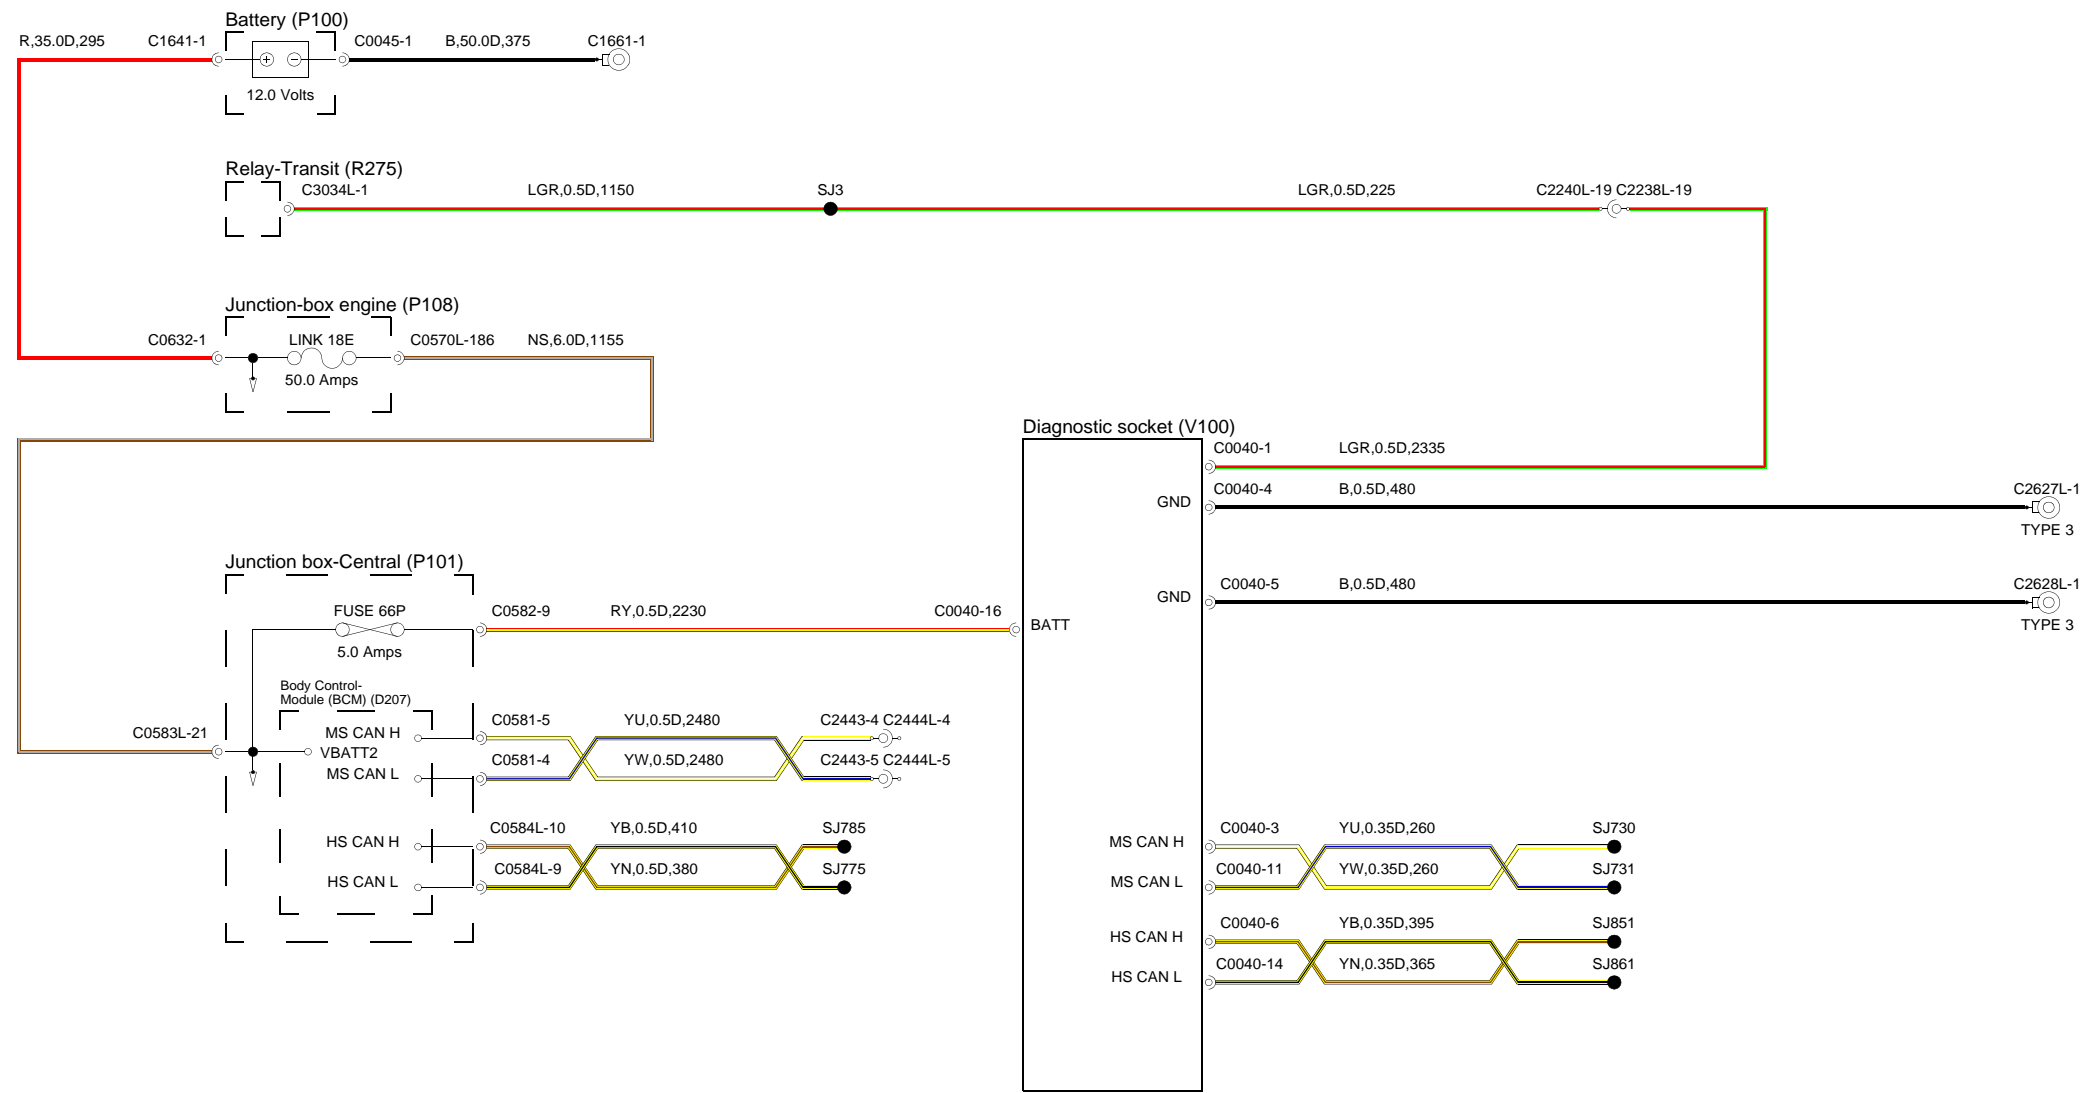 Battery (P100)
R,35.0D,295
C1641-1
C0045-1
B,50.0D,375
C1661-1
12.0 Volts
Relay-Transit (R275)
C3034L-1
LGR,0.5D,1150
SJ3
LGR,0.5D,225
C2240L-19 C2238L-19
Junction-box engine (P108)
C0632-1
LINK 18E
C0570L-186
NS,6.0D,1155
50.0 Amps
Diagnostic socket (V100)
C0040-1
LGR,0.5D,2335
GND
C0040-4
B,0.5D,480
C2627L-1
TYPE 3
GND
C0040-5
B,0.5D,480
C2628L-1
TYPE 3
Junction box-Central (P101)
FUSE 66P
C0582-9
RY,0.5D,2230
C0040-16
BATT
5.0 Amps
Body Control-
Module (BCM) (D207)
C0583L-21
MS CAN H
C0581-5
YU,0.5D,2480
C2443-4 C2444L-4
VBATT2
MS CAN L
C0581-4
YW,0.5D,2480
C2443-5 C2444L-5
HS CAN H
C0584L-10
YB,0.5D,410
SJ785
HS CAN L
C0584L-9
YN,0.5D,380
SJ775
MS CAN H
C0040-3
YU,0.35D,260
SJ730
MS CAN L
C0040-11
YW,0.35D,260
SJ731
HS CAN H
C0040-6
YB,0.35D,395
SJ851
HS CAN L
C0040-14
YN,0.35D,365
SJ861